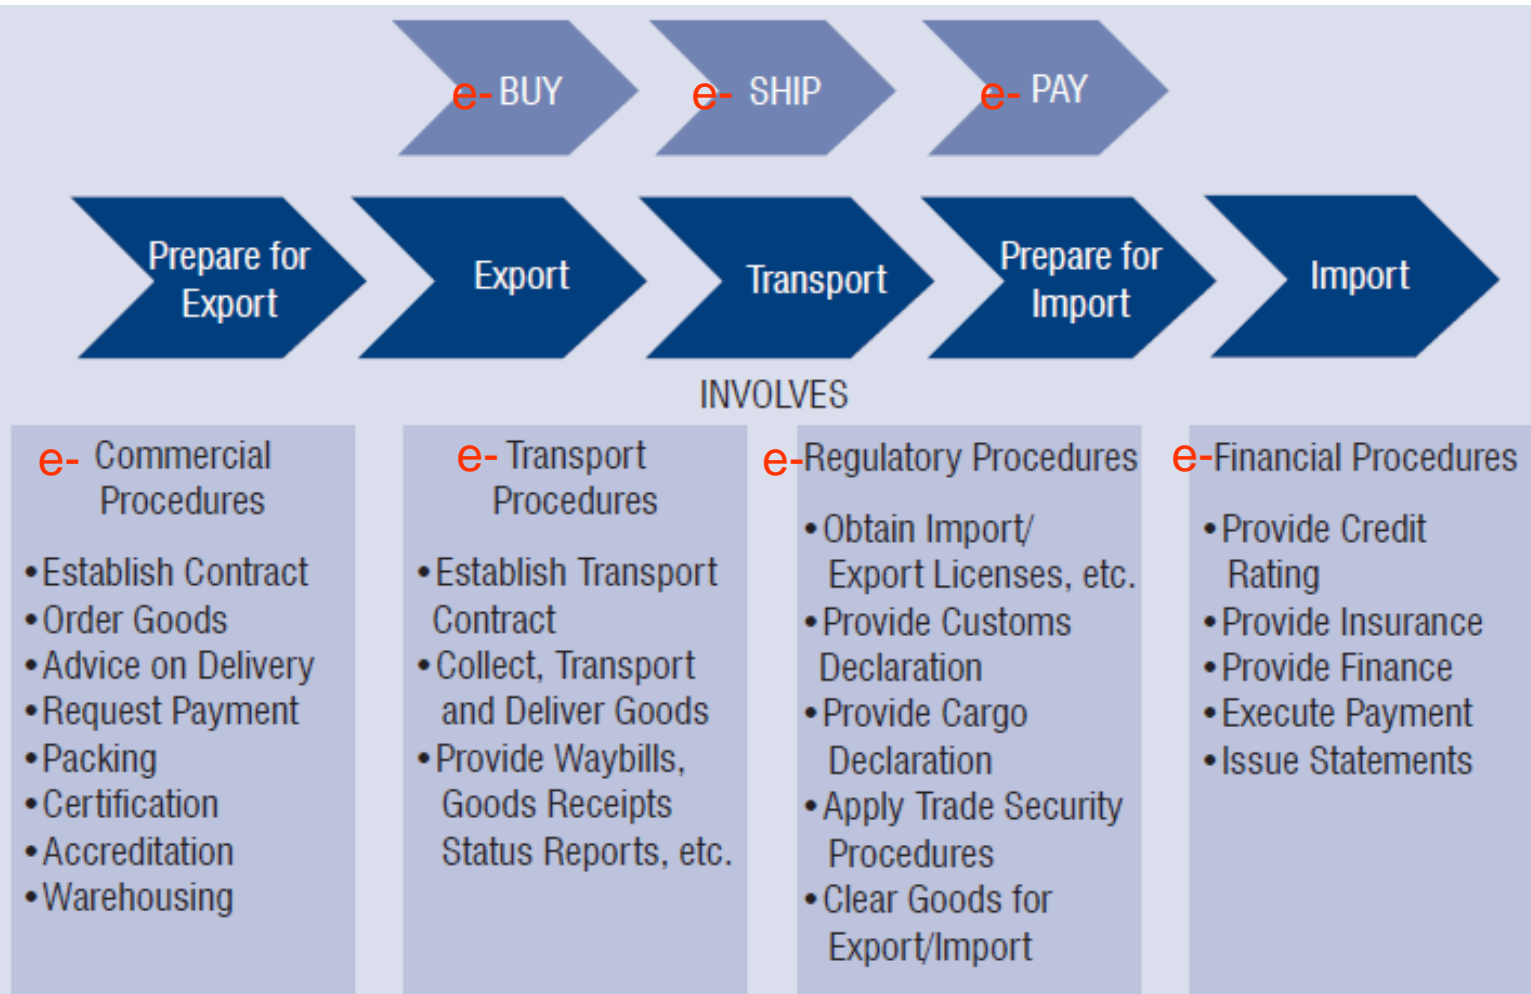 e- BUY
e- SHIP
e- PAY
Prepare for
Export
Export
Transport
Prepare for
Import
Import
INVOLVES
e- Commercial
Procedures
•Establish Contract
•Order Goods
•Advice on Delivery
•Request Payment
•Packing
•Certification
•Accreditation
•Warehousing
e- Transport
Procedures
•Establish Transport
Contract
•Collect, Transport
and Deliver Goods
•Provide Waybills,
Goods Receipts
Status Reports, etc.
e-Regulatory Procedures
•Obtain Import/
Export Licenses, etc.
•Provide Customs
Declaration
•Provide Cargo
Declaration
•Apply Trade Security
Procedures
•Clear Goods for
Export/Import
e-Financial Procedures
•Provide Credit
Rating
•Provide Insurance
•Provide Finance
•Execute Payment
•Issue Statements